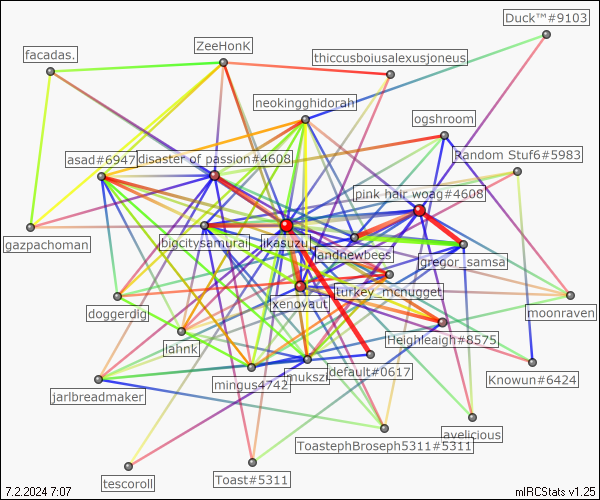 Duck™#9103
ZeeHonK
facadas.
thiccusboiusalexusjoneus
neokingghidorah
ogshroom
asad#6947
disaster of passion#4608
Random Stuf6#5983
pink hair woag#4608
gazpachoman
bigcitysamurai
ikasuzu
landnewbees
gregor_samsa
xenovaut
turkey_mcnugget
doggerdig
moonraven
lahnk
Heighleaigh#8575
mingus4742
mukszi
default#0617
Knowun#6424
jarlbreadmaker
avelicious
ToastephBroseph5311#5311
tescoroll
Toast#5311
7.2.2024 7:07
mIRCStats v1.25